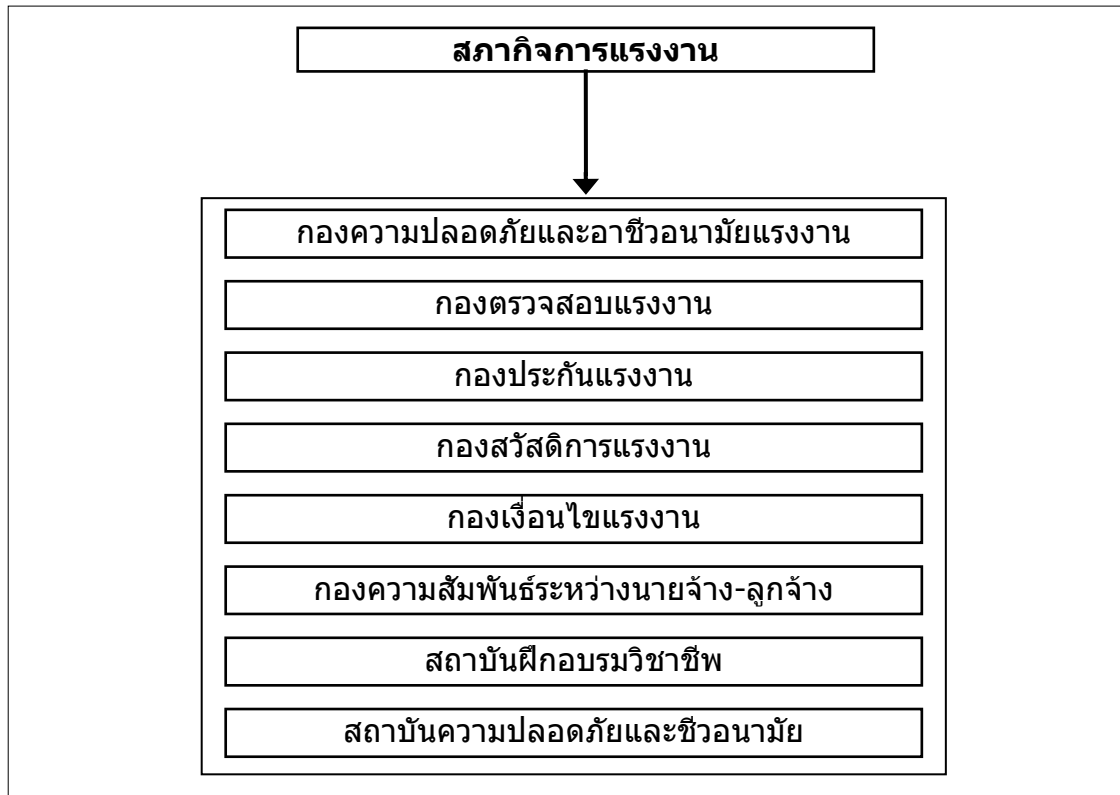 สภากิจการแรงงาน
กองความปลอดภัยและอาชีวอนามัยแรงงาน
กองตรวจสอบแรงงาน
กองประกันแรงงาน
กองสวัสดิการแรงงาน
กองเงื่อนไขแรงงาน
กองความสัมพันธ์ระหว่างนายจ้าง-ลูกจ้าง
สถาบันฝึกอบรมวิชาชีพ
สถาบันความปลอดภัยและชีวอนามัย